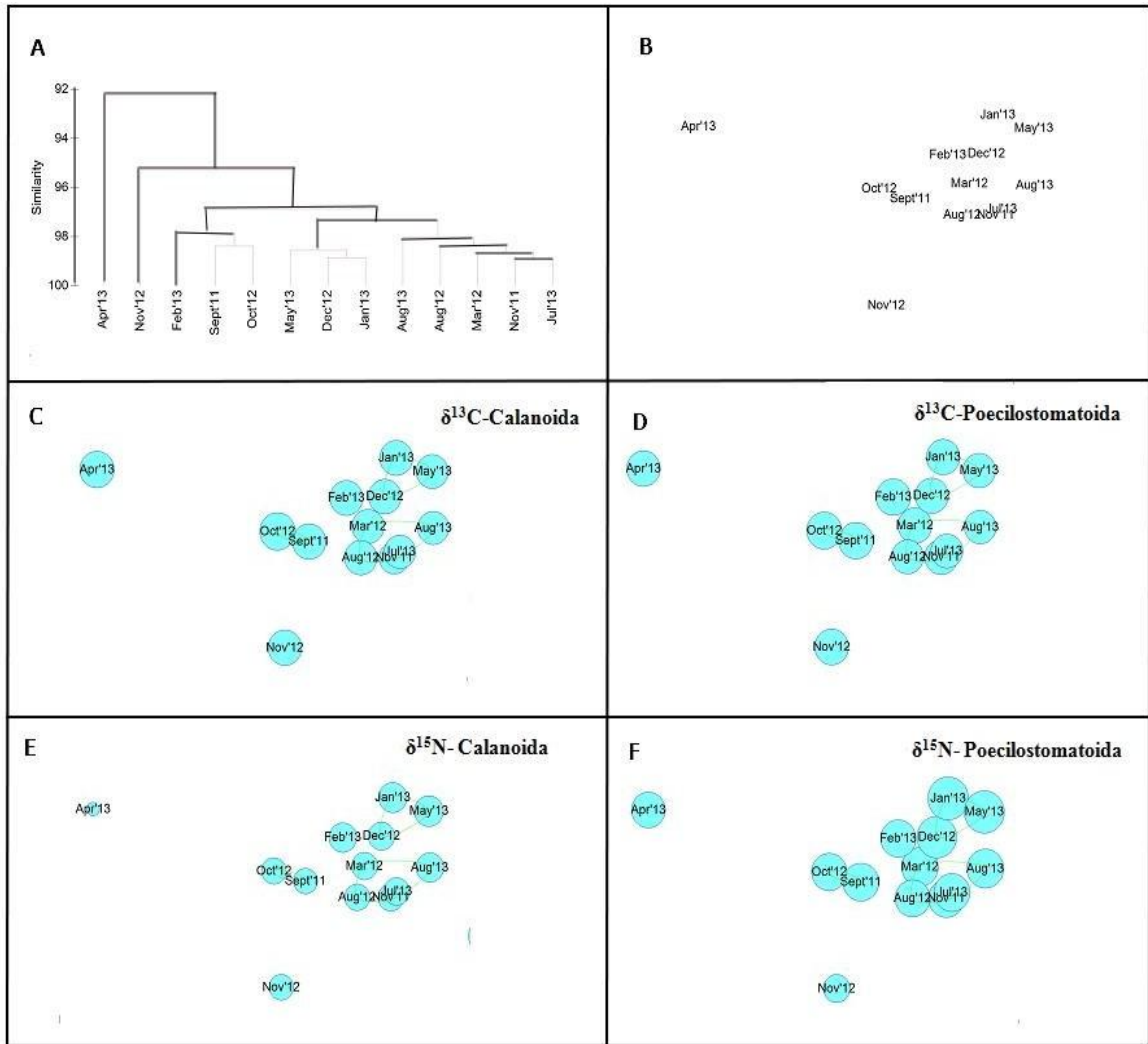 A
Similarity
92
94
96
98
100
Apr'13
Nov'12
Feb'13
Sept'11
Oct'12
May'13
Dec'12
Jan'13
Aug'13
Aug'12
Mar'12
Nov'11
Jul'13
B
Jan'13
Apr'13
May'13
Feb'13 Dec'12
Mar'12 Aug'13
Oct'12
Sept'11
Jul'13
Aug'12 Nov'11
Nov'12
C
δ¹³C-Calanoida
Jan'13
Apr'13 May'13
Feb'13 Dec'12
Mar'12 Aug'13
Oct'12
Sept'11
Jul'13
Aug'12 Nov'11
Nov'12
D
δ¹³C-Poecilostomatoida
Jan'13
Apr'13 May'13
Feb'13 Dec'12
Mar'12 Aug'13
Oct'12
Sept'11
Jul'13
Aug'12 Nov'11
Nov'12
E
δ¹⁵N- Calanoida
Jan'13
Apr'13 May'13
Feb'13 Dec'12
Mar'12 Aug'13
Oct'12
Sept'11
Jul'13
Aug'12 Nov'11
Nov'12
F
δ¹⁵N- Poecilostomatoida
Jan'13
Apr'13 May'13
Feb'13 Dec'12
Mar'12 Aug'13
Oct'12
Sept'11
Jul'13
Aug'12 Nov'11
Nov'12